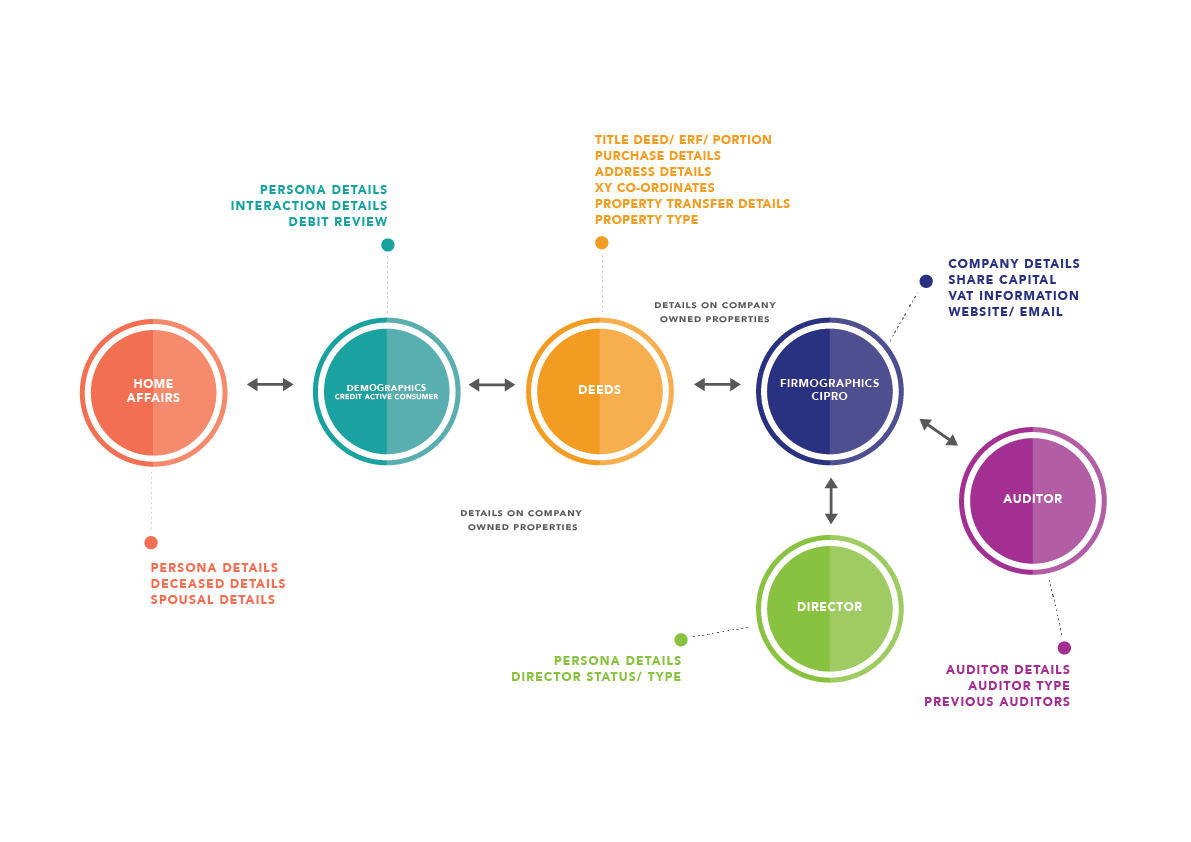 TITLE DEED/ ERF/ PORTION
PURCHASE DETAILS
ADDRESS DETAILS
XY CO-ORDINATES
PROPERTY TRANSFER DETAILS
PROPERTY TYPE
PERSONA DETAILS
INTERACTION DETAILS
DEBIT REVIEW
COMPANY DETAILS
SHARE CAPITAL
VAT INFORMATION
WEBSITE/ EMAIL
DETAILS ON COMPANY
OWNED PROPERTIES
HOME
AFFAIRS
DEMOGRAPHICS
CREDIT ACTIVE CONSUMER
DEEDS
FIRMOGRAPHICS
CIPRO
AUDITOR
DETAILS ON COMPANY
OWNED PROPERTIES
PERSONA DETAILS
DECEASED DETAILS
SPOUSAL DETAILS
DIRECTOR
PERSONA DETAILS
DIRECTOR STATUS/ TYPE
AUDITOR DETAILS
AUDITOR TYPE
PREVIOUS AUDITORS